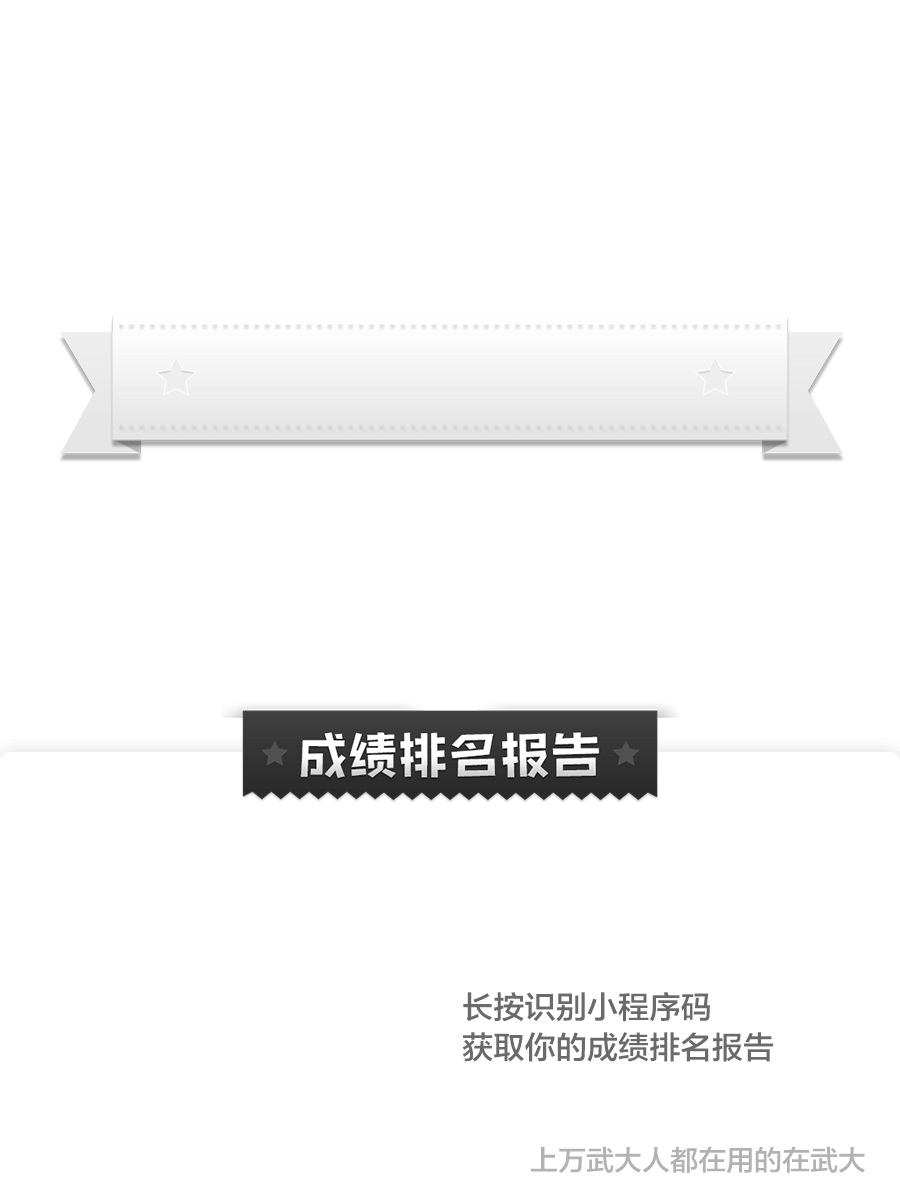 成绩排名报告
长按识别小程序码
获取你的成绩排名报告
上万武大人都在用的在武大